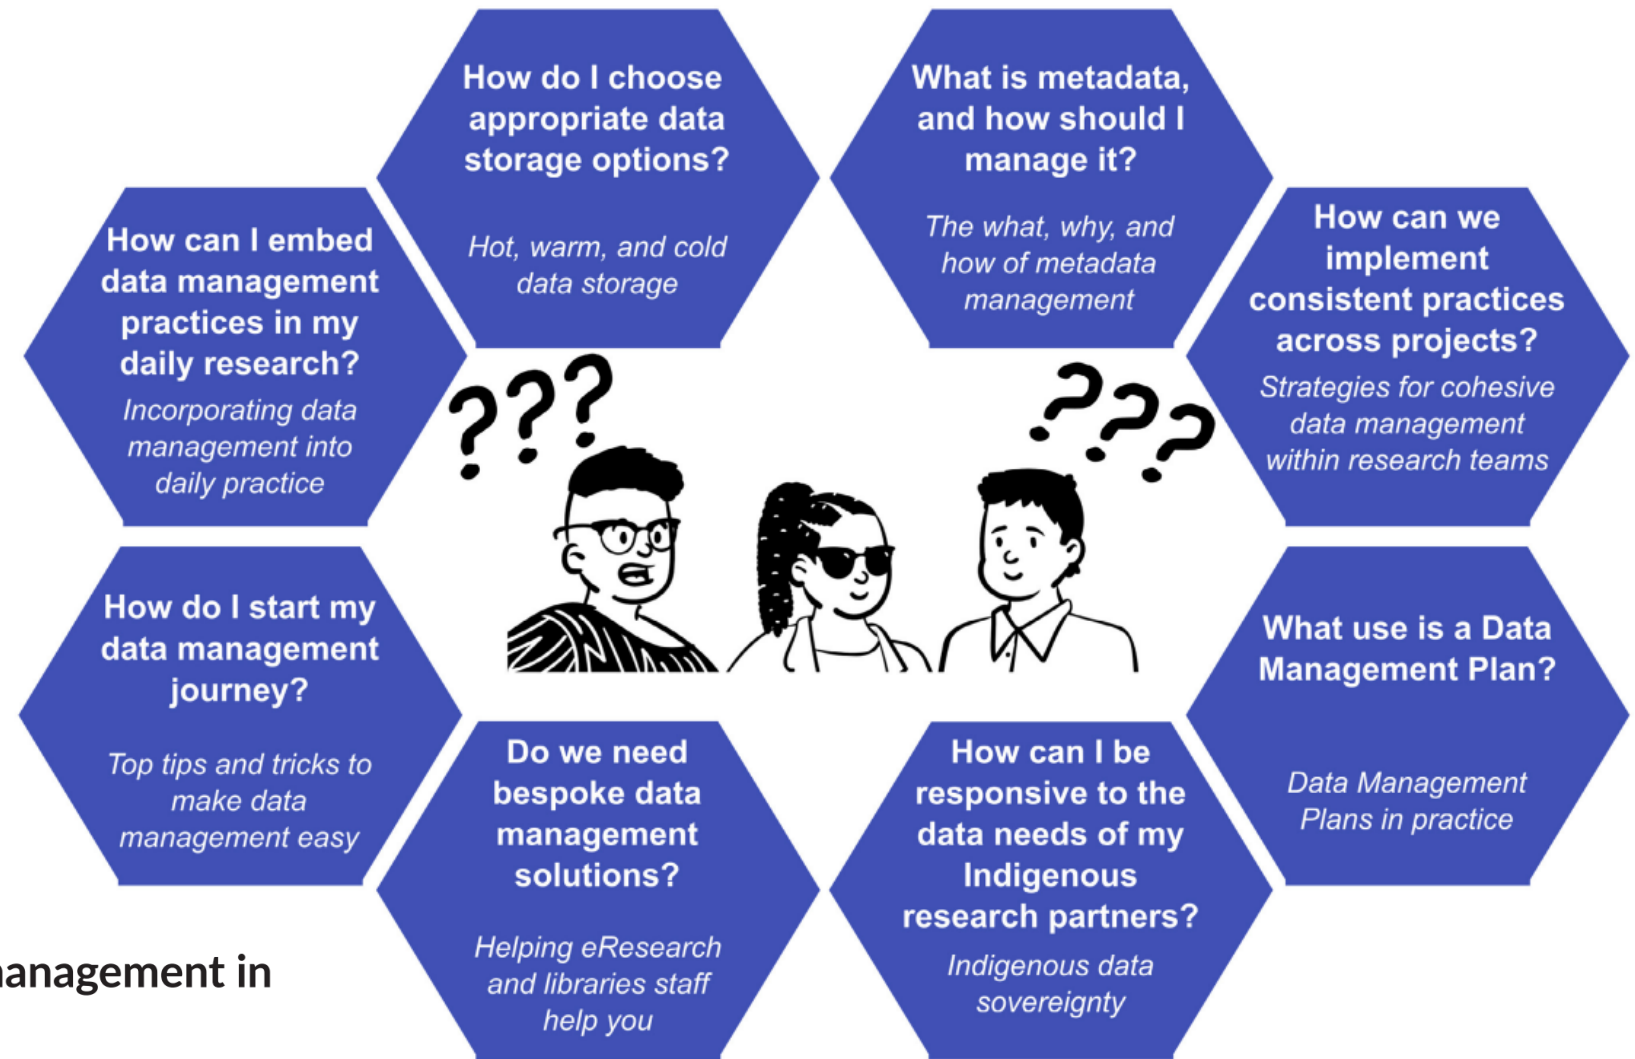 How do I choose
appropriate data
storage options?
Hot, warm, and cold
data storage
What is metadata,
and how should I
manage it?
The what, why, and
how of metadata
management
How can I embed
data management
practices in my
daily research?
Incorporating data
management into
daily practice
How can we
implement
consistent practices
across projects?
Strategies for cohesive
data management
within research teams
???
???
How do I start my
data management
journey?
Top tips and tricks to
make data
management easy
What use is a Data
Management Plan?
Data Management
Plans in practice
Do we need
bespoke data
management
solutions?
Helping eResearch
and libraries staff
help you
How can I be
responsive to the
data needs of my
Indigenous
research partners?
Indigenous data
sovereignty
anagement in